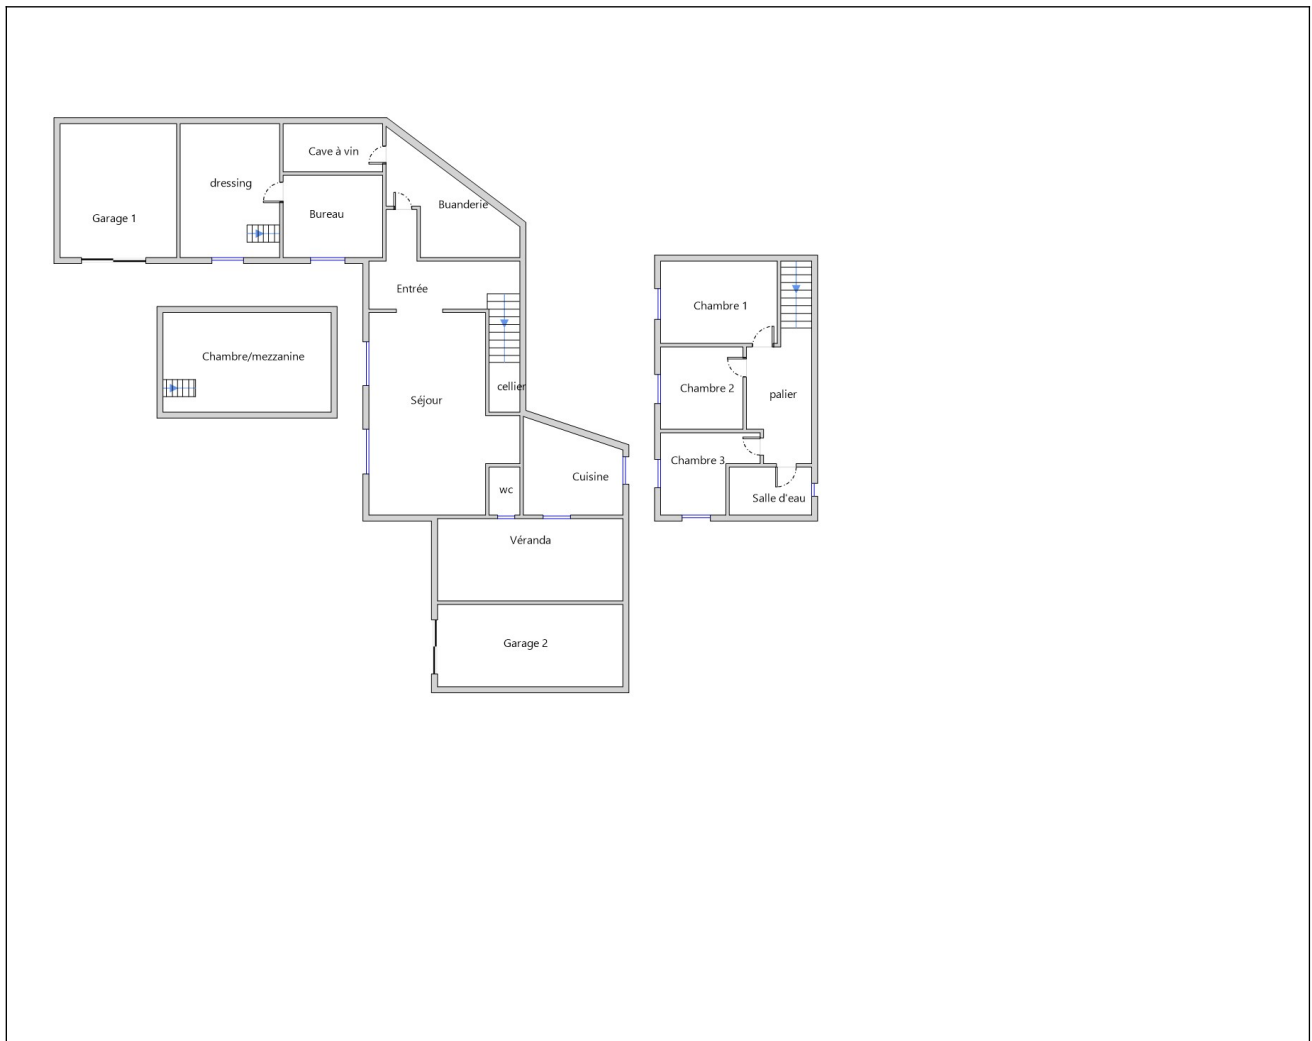 Cave à vin
dressing
Buanderie
Garage 1
Bureau
Entrée
Chambre 1
Chambre/mezzanine
cellier
Chambre 2
palier
Séjour
Chambre 3
Cuisine
wc
Salle d'eau
Véranda
Garage 2